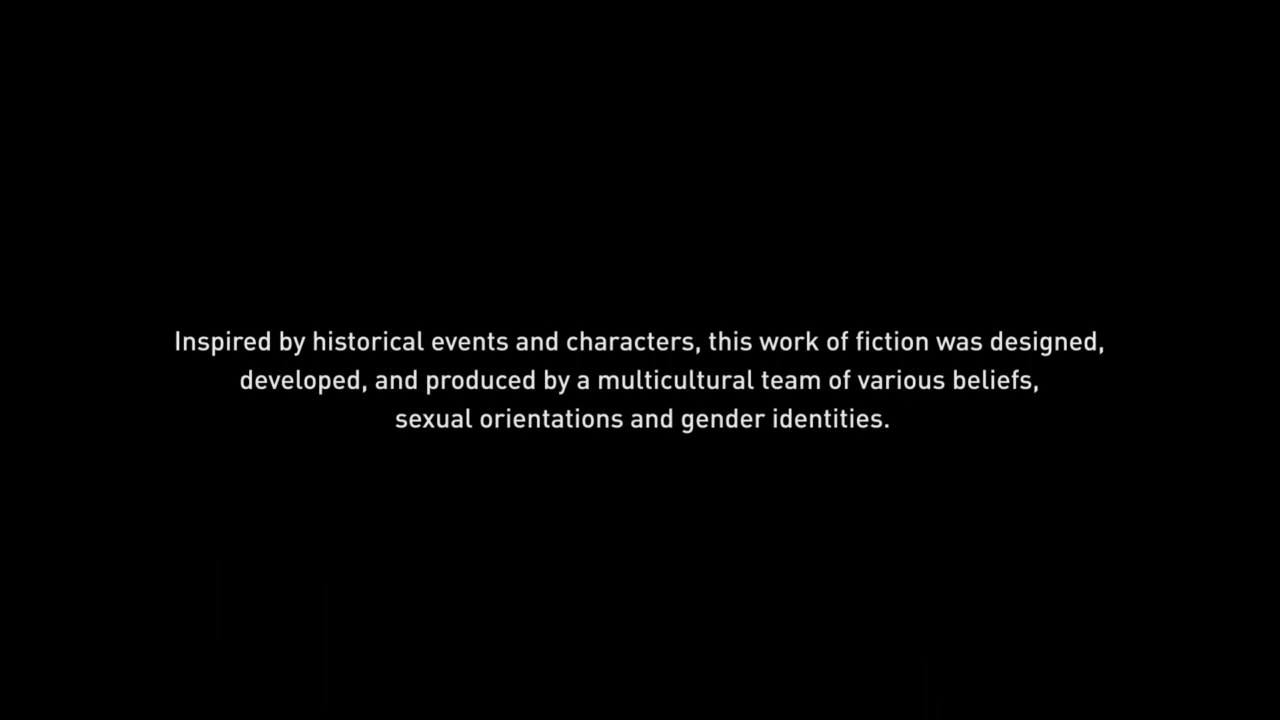 Inspired by historical events and characters, this work of fiction was designed,
developed, and produced by a multicultural team of various beliefs,
sexual orientations and gender identities.